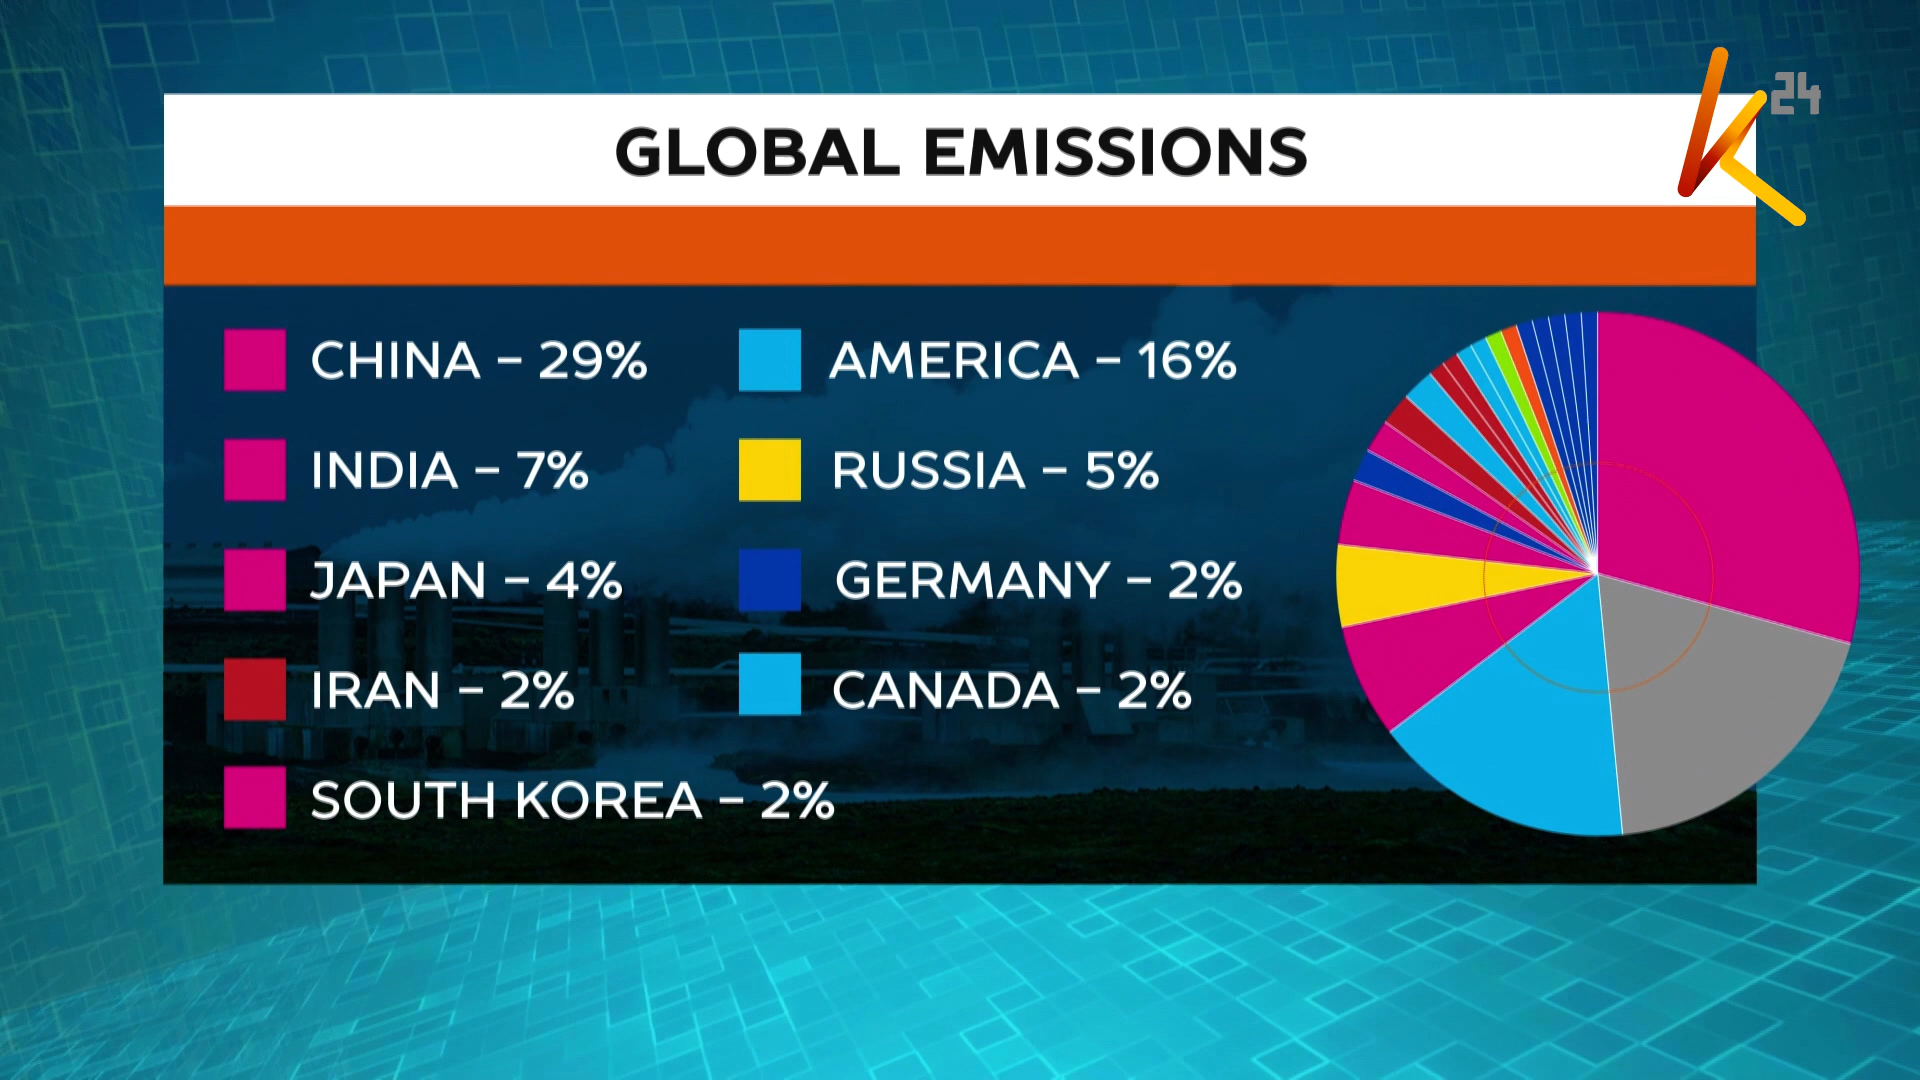 GLOBAL EMISSIONS
K24
CHINA – 29%
AMERICA – 16%
INDIA – 7%
RUSSIA – 5%
JAPAN – 4%
GERMANY – 2%
IRAN – 2%
CANADA – 2%
SOUTH KOREA – 2%